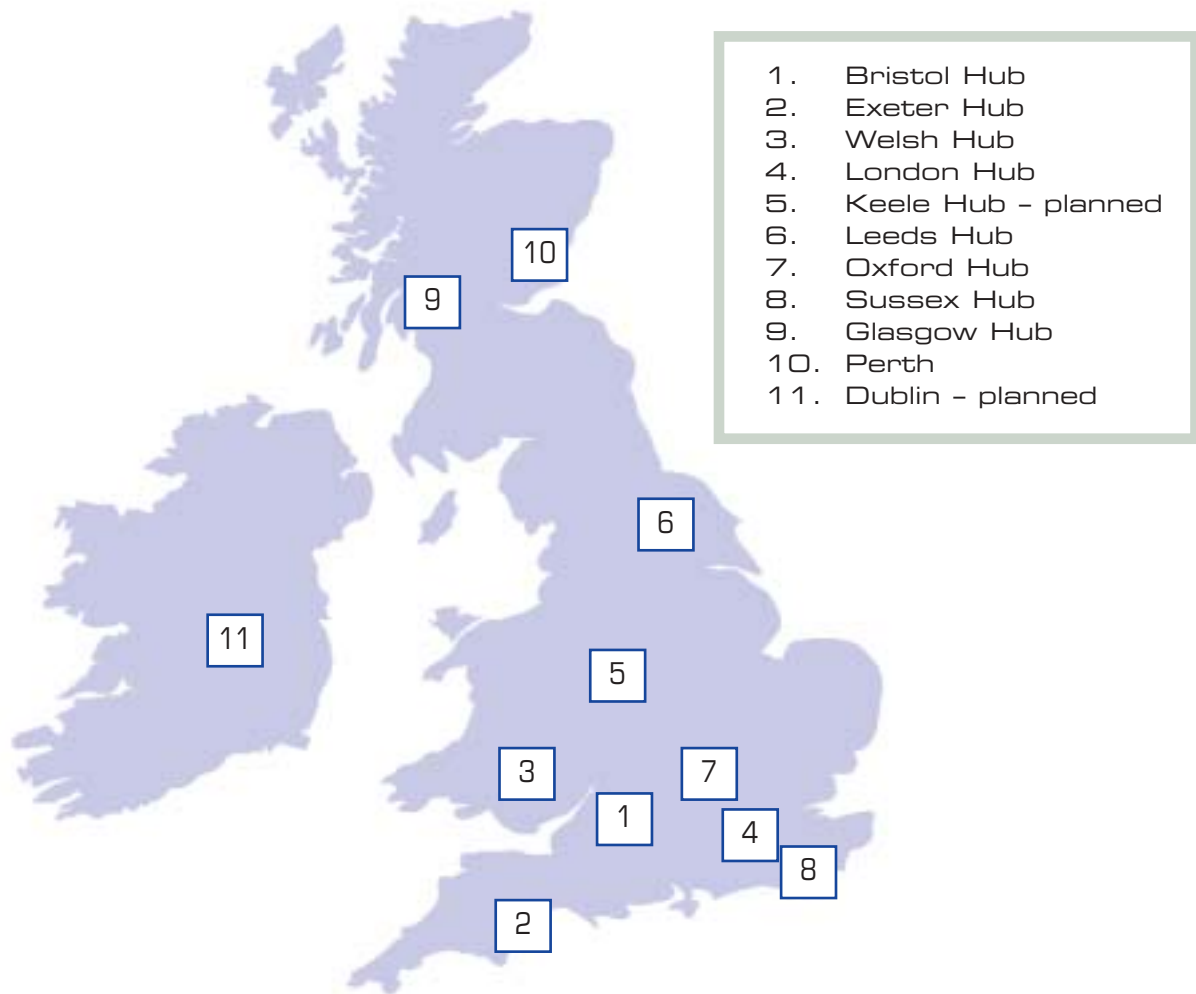 1. Bristol Hub
2. Exeter Hub
3. Welsh Hub
4. London Hub
5. Keele Hub – planned
6. Leeds Hub
7. Oxford Hub
8. Sussex Hub
9. Glasgow Hub
10. Perth
11. Dublin – planned
10
9
6
11
5
3
7
1
4
8
2